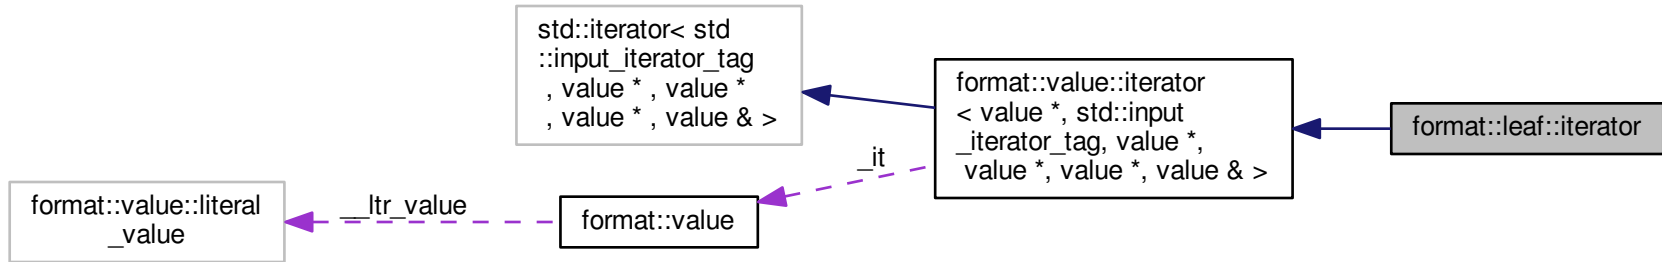 std::iterator< std
::input_iterator_tag
, value * , value *
, value * , value & >
format::value::iterator
< value *, std::input
_iterator_tag, value *,
value *, value *, value & >
format::leaf::iterator
_it
format::value::literal
_value
__ltr_value
format::value